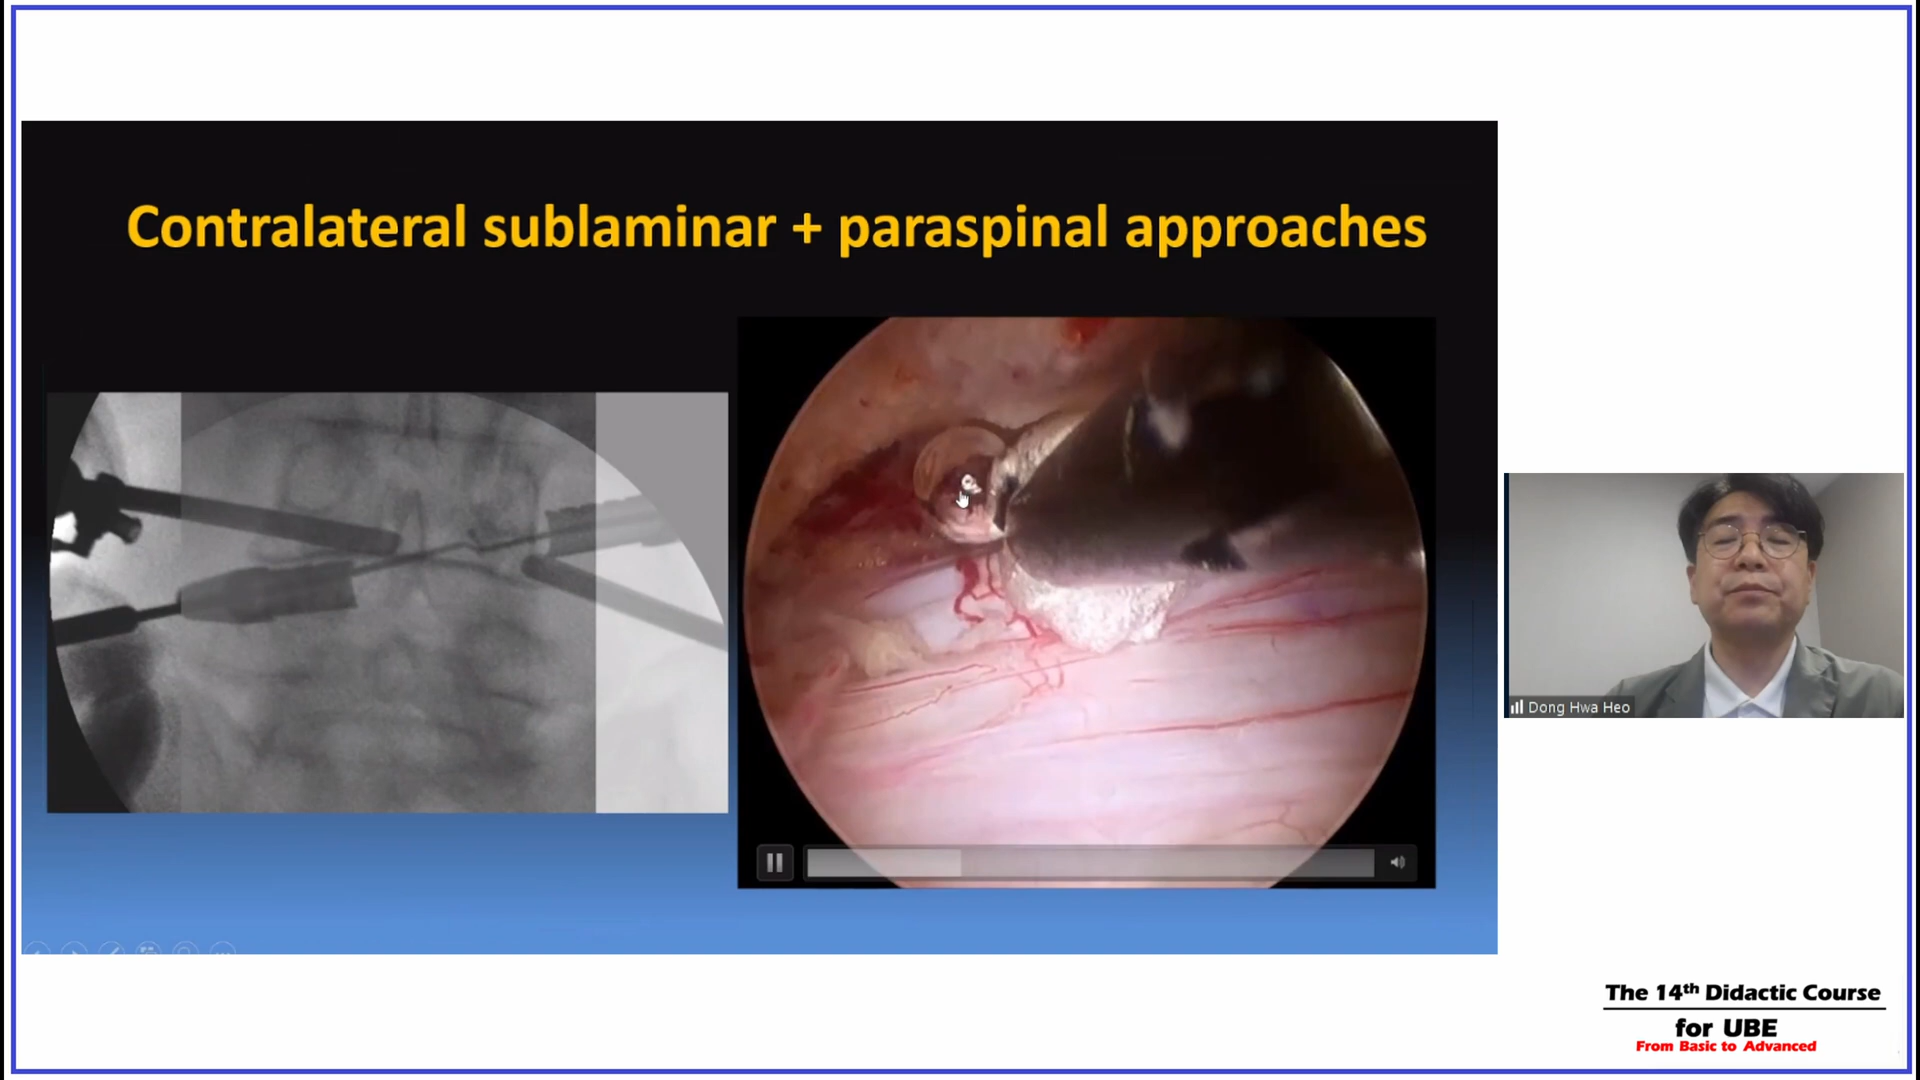 Contralateral sublaminar + paraspinal approaches
Dong Hwa Heo
The 14th Didactic Course
for UBE
From Basic to Advanced